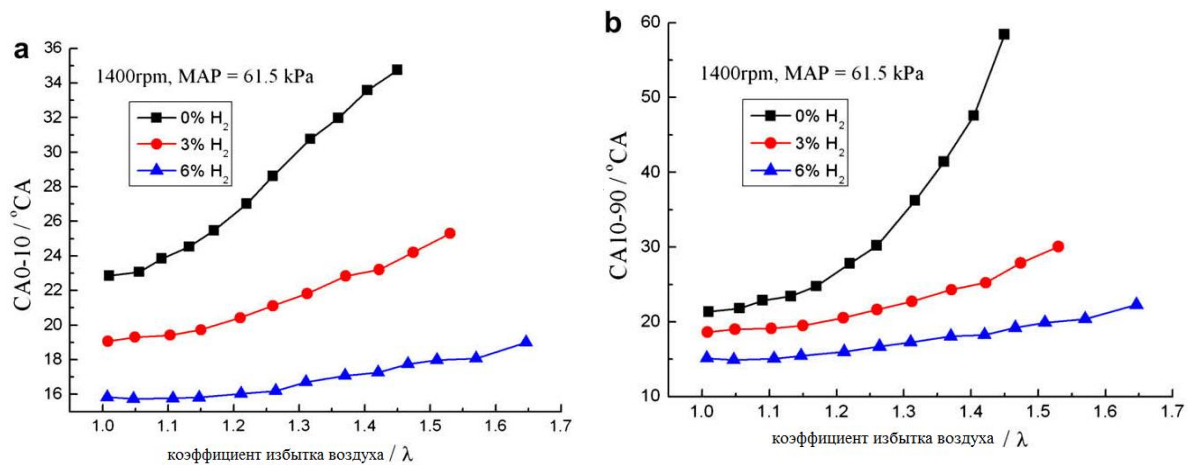 a
1400rpm, MAP = 61.5 kPa
0% H₂
3% H₂
6% H₂
CA0-10 / °CA
36
34
32
30
28
26
24
22
20
18
16
1.0 1.1 1.2 1.3 1.4 1.5 1.6 1.7
коэффициент избытка воздуха / λ
b
1400rpm, MAP = 61.5 kPa
0% H₂
3% H₂
6% H₂
CA10-90 / °CA
60
50
40
30
20
10
1.0 1.1 1.2 1.3 1.4 1.5 1.6 1.7
коэффициент избытка воздуха / λ